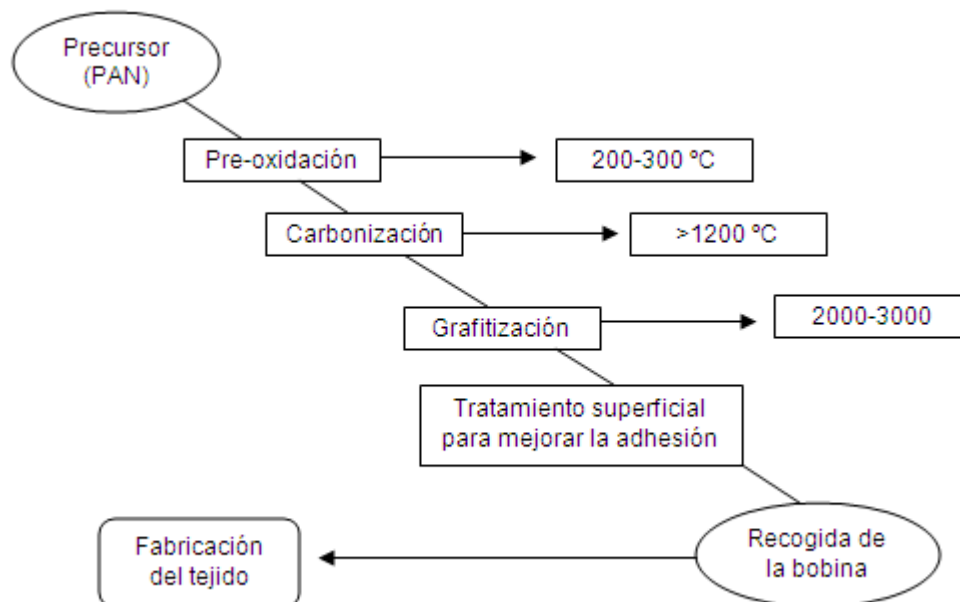 Precursor
(PAN)
Pre-oxidación
200-300 ºC
Carbonización
>1200 ºC
Grafitización
2000-3000
Tratamiento superficial
para mejorar la adhesión
Recogida de
la bobina
Fabricación
del tejido